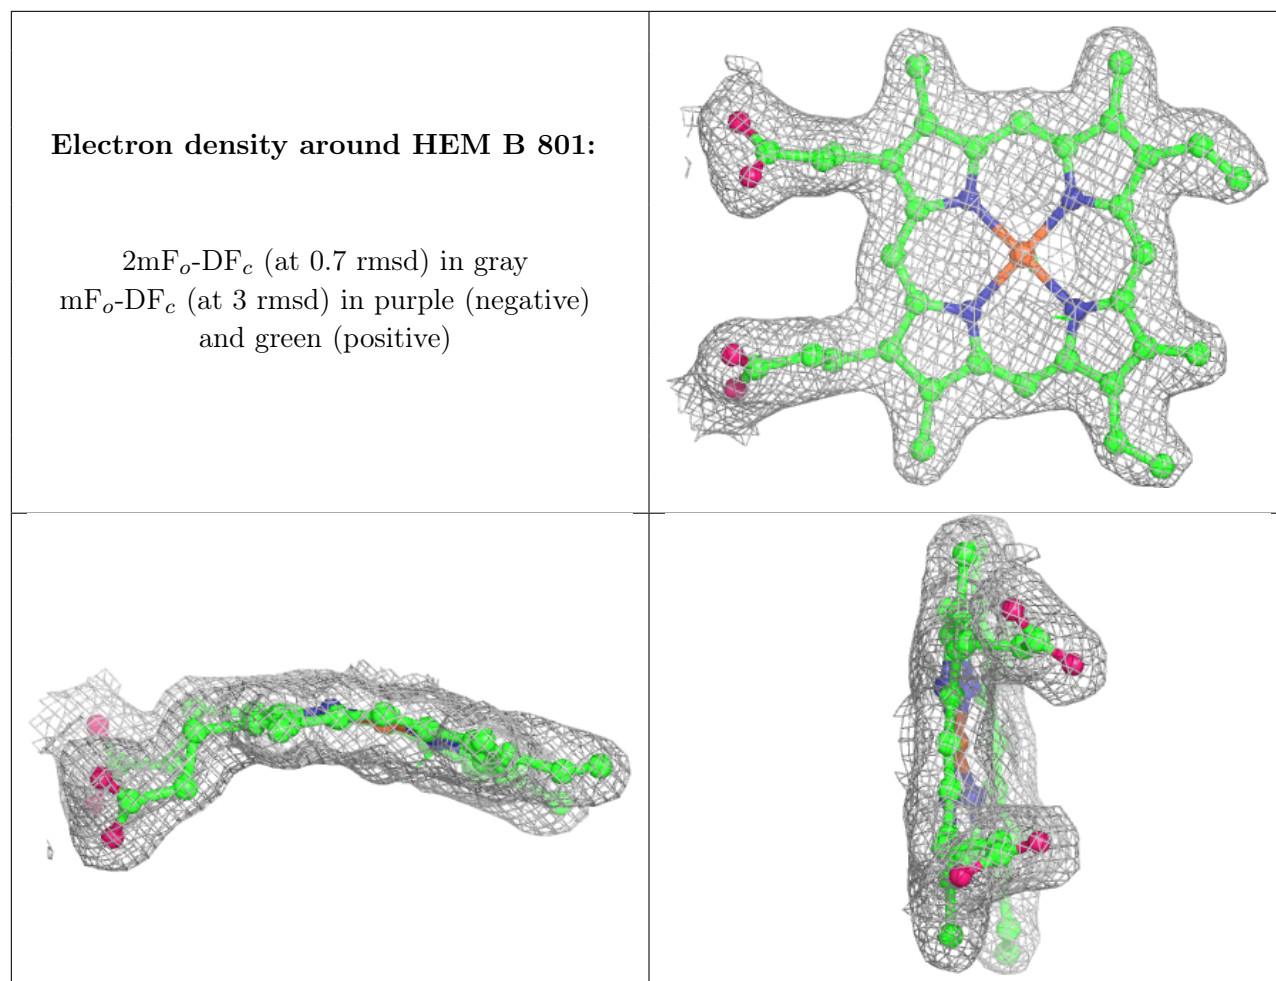 Electron density around HEM B 801:
2mFo-DFc (at 0.7 rmsd) in gray
mFo-DFc (at 3 rmsd) in purple (negative)
and green (positive)